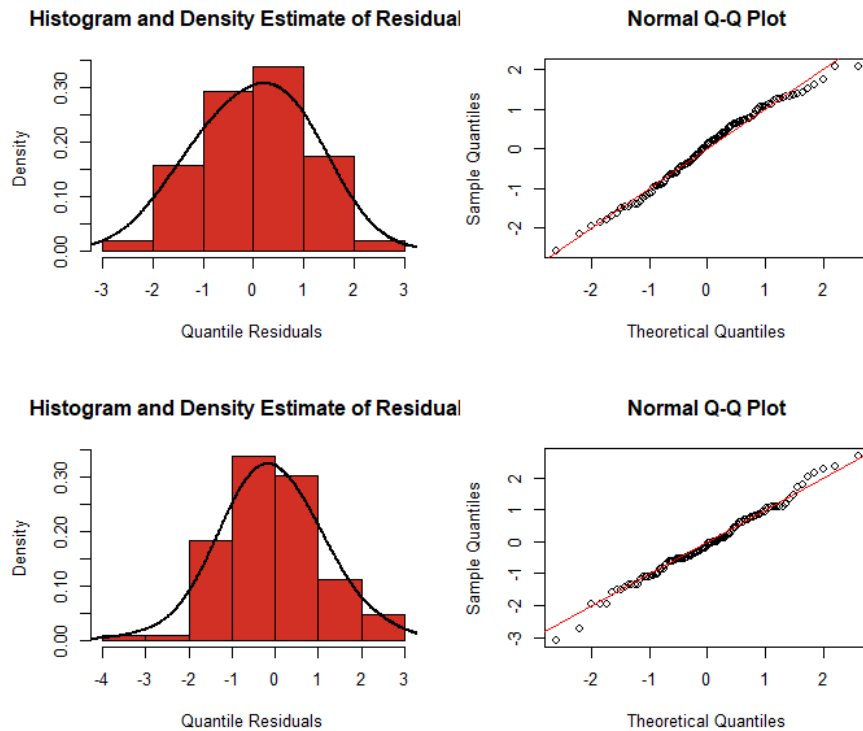 Histogram and Density Estimate of Residual
Density
0.00
0.10
0.20
0.30
-3 -2 -1 0 1 2 3
Quantile Residuals
Normal Q-Q Plot
Sample Quantiles
-2
-1
0
1
2
-2 -1 0 1 2
Theoretical Quantiles
Histogram and Density Estimate of Residual
Density
0.00
0.10
0.20
0.30
-4 -3 -2 -1 0 1 2 3
Quantile Residuals
Normal Q-Q Plot
Sample Quantiles
-3
-2
-1
0
1
2
-2 -1 0 1 2
Theoretical Quantiles